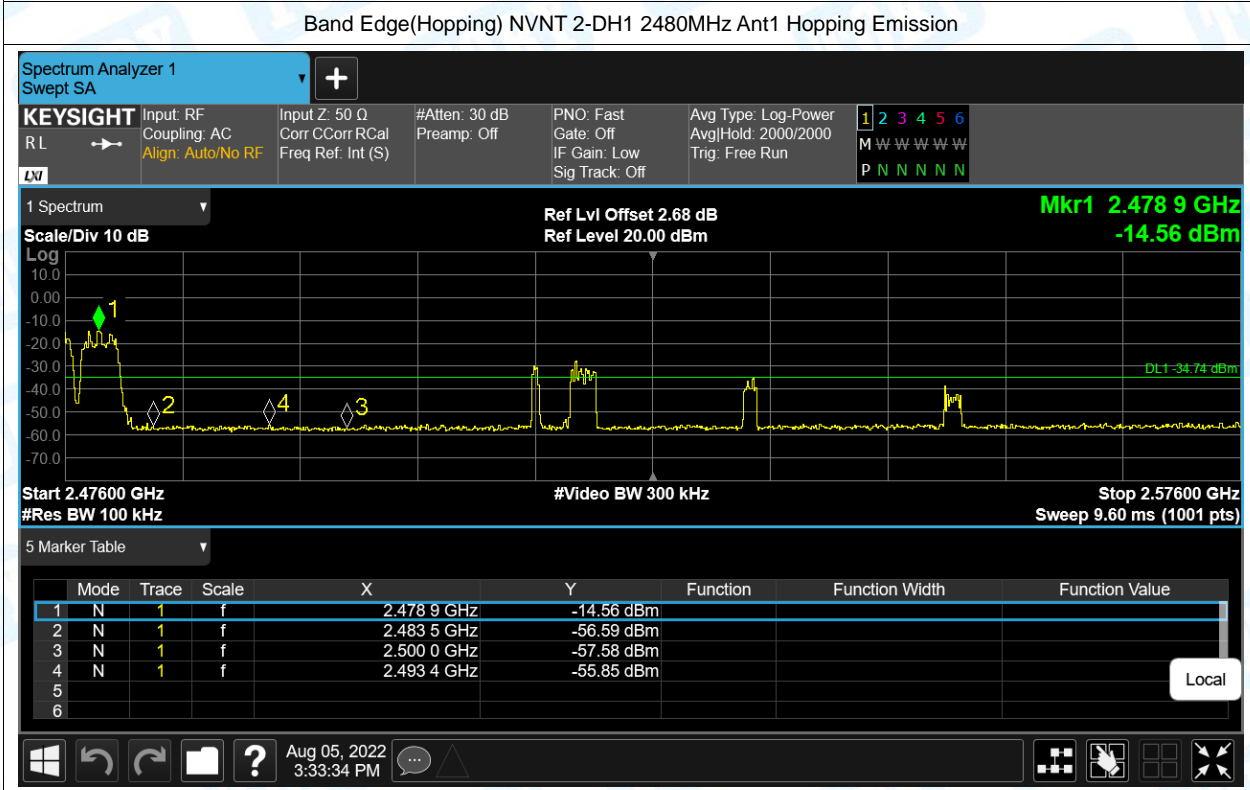 Band Edge(Hopping) NVNT 2-DH1 2480MHz Ant1 Hopping Emission
Spectrum Analyzer 1
Swept SA
+
KEYSIGHT Input: RF Input Z: 50 Ω #Atten: 30 dB PNO: Fast Avg Type: Log-Power 1 2 3 4 5 6
RL Coupling: AC Corr CCorr RCal Preamp: Off Gate: Off Avg|Hold: 2000/2000 M W W W W W
Align: Auto/No RF Freq Ref: Int (S) IF Gain: Low Trig: Free Run
LXI Sig Track: Off P N N N N N
1 Spectrum Ref Lvl Offset 2.68 dB Mkr1 2.478 9 GHz
Scale/Div 10 dB Ref Level 20.00 dBm -14.56 dBm
Log
10.0
0.00 1
-10.0
-20.0
-30.0 DL1 -34.74 dBm
-40.0
-50.0 2 4 3
-60.0
-70.0
Start 2.47600 GHz #Video BW 300 kHz Stop 2.57600 GHz
#Res BW 100 kHz Sweep 9.60 ms (1001 pts)
5 Marker Table
Mode Trace Scale X Y Function Function Width Function Value
1 N 1 f 2.478 9 GHz -14.56 dBm
2 N 1 f 2.483 5 GHz -56.59 dBm
3 N 1 f 2.500 0 GHz -57.58 dBm
4 N 1 f 2.493 4 GHz -55.85 dBm
5
6
Local
? Aug 05, 2022
3:33:34 PM